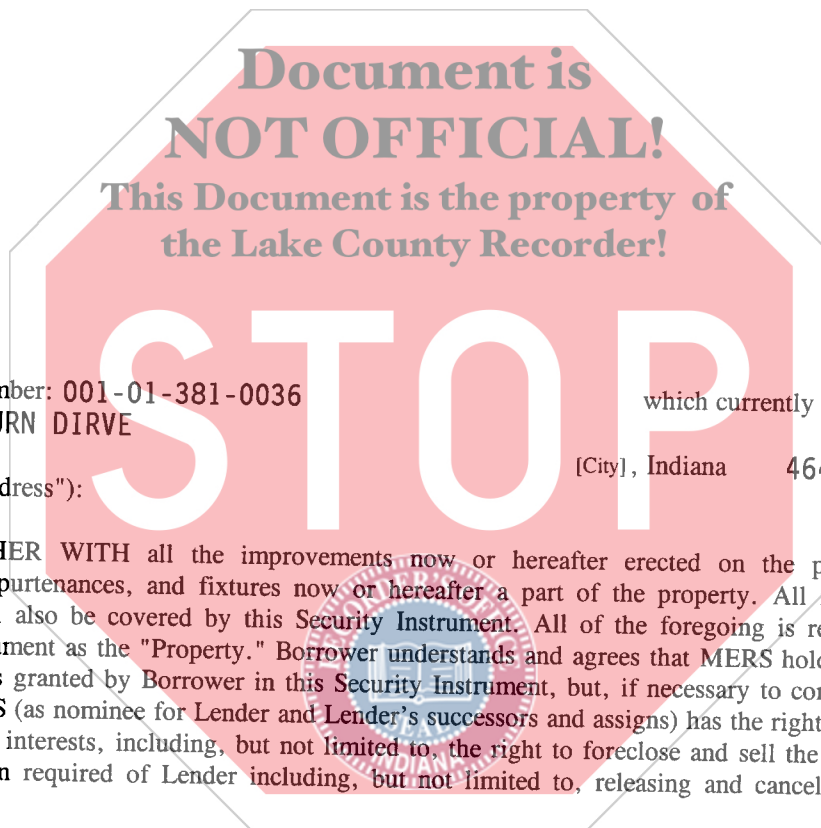 Document is
NOT OFFICIAL!
This Document is the property of
the Lake County Recorder!
STOP
nber: 001-01-381-0036 which currently
URN DIRVE
[City], Indiana 464
dress"):
HER WITH all the improvements now or hereafter erected on the p
purtenances, and fixtures now or hereafter a part of the property. All
also be covered by this Security Instrument. All of the foregoing is re
ument as the "Property." Borrower understands and agrees that MERS hold
s granted by Borrower in this Security Instrument, but, if necessary to con
S (as nominee for Lender and Lender's successors and assigns) has the right
interests, including, but not limited to, the right to foreclose and sell the
n required of Lender including, but not limited to, releasing and cancel
RECORDER'S OFFICE
SEAL
INDIANA